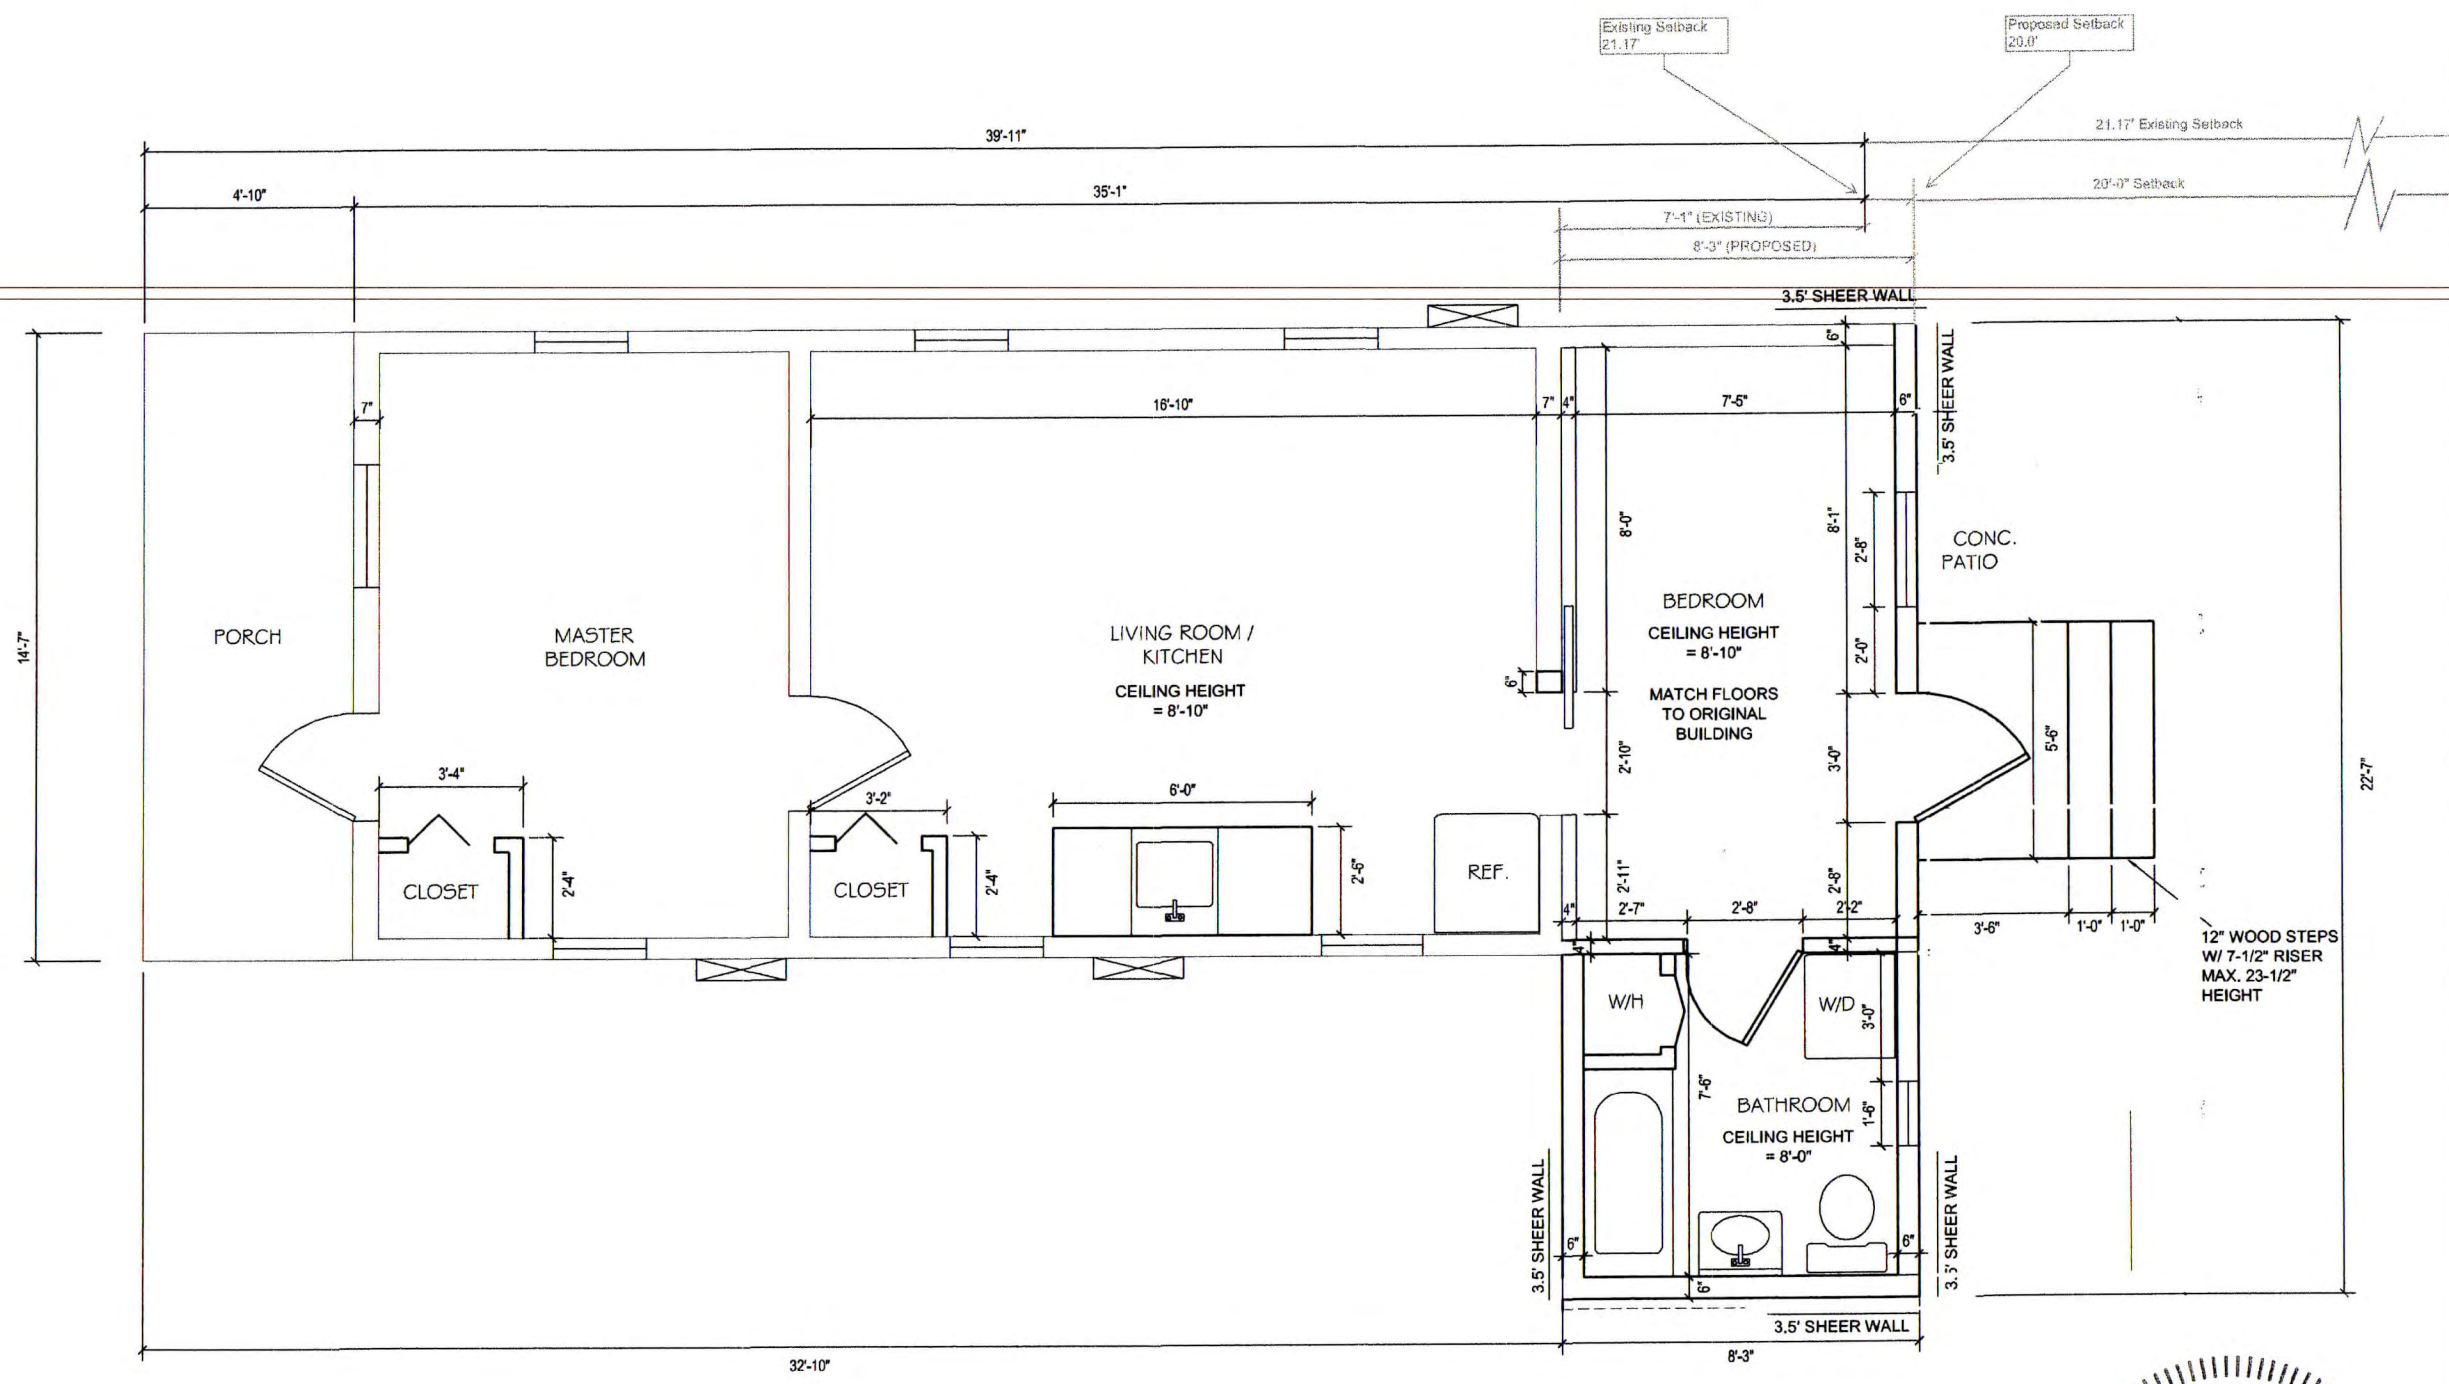 Existing Setback
21.17'
Proposed Setback
20.0'
39'-11"
21.17' Existing Setback
4'-10"
35'-1"
20'-0" Setback
7'-1" (EXISTING)
8'-3" (PROPOSED)
3.5' SHEER WALL
6"
3.5' SHEER WALL
7"
16'-10"
7"
4"
7'-5"
6"
14'-7"
8'-0"
8'-1"
2'-8"
CONC.
PATIO
PORCH
MASTER
BEDROOM
LIVING ROOM /
KITCHEN
CEILING HEIGHT
= 8'-10"
6"
BEDROOM
CEILING HEIGHT
= 8'-10"
MATCH FLOORS
TO ORIGINAL
BUILDING
2'-0"
2'-10"
3'-0"
5'-6"
22'-7"
3'-4"
3'-2"
6'-0"
CLOSET
2'-4"
CLOSET
2'-4"
2'-6"
REF.
2'-11"
2'-8"
4"
2'-7"
2'-8"
2'-2"
3'-6"
1'-0"
1'-0"
4"
4"
12" WOOD STEPS
W/ 7-1/2" RISER
MAX. 23-1/2"
HEIGHT
W/H
W/D
3'-0"
7'-6"
BATHROOM
CEILING HEIGHT
= 8'-0"
1'-6"
3.5' SHEER WALL
6"
6"
3.5' SHEER WALL
6"
3.5' SHEER WALL
32'-10"
8'-3"